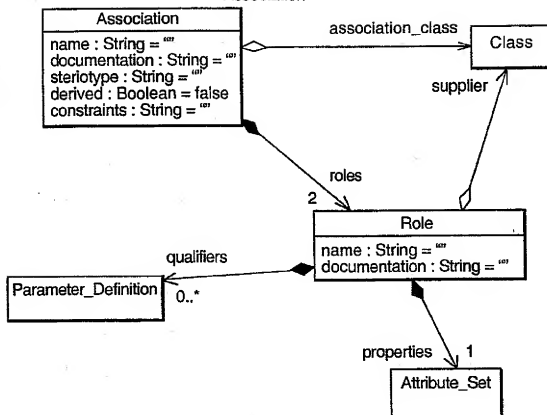 Association
name : String = ""
documentation : String = ""
steriotype : String = ""
derived : Boolean = false
constraints : String = ""
association_class
Class
supplier
roles
2
Role
name : String = ""
documentation : String = ""
qualifiers
0..*
Parameter_Definition
properties
1
Attribute_Set